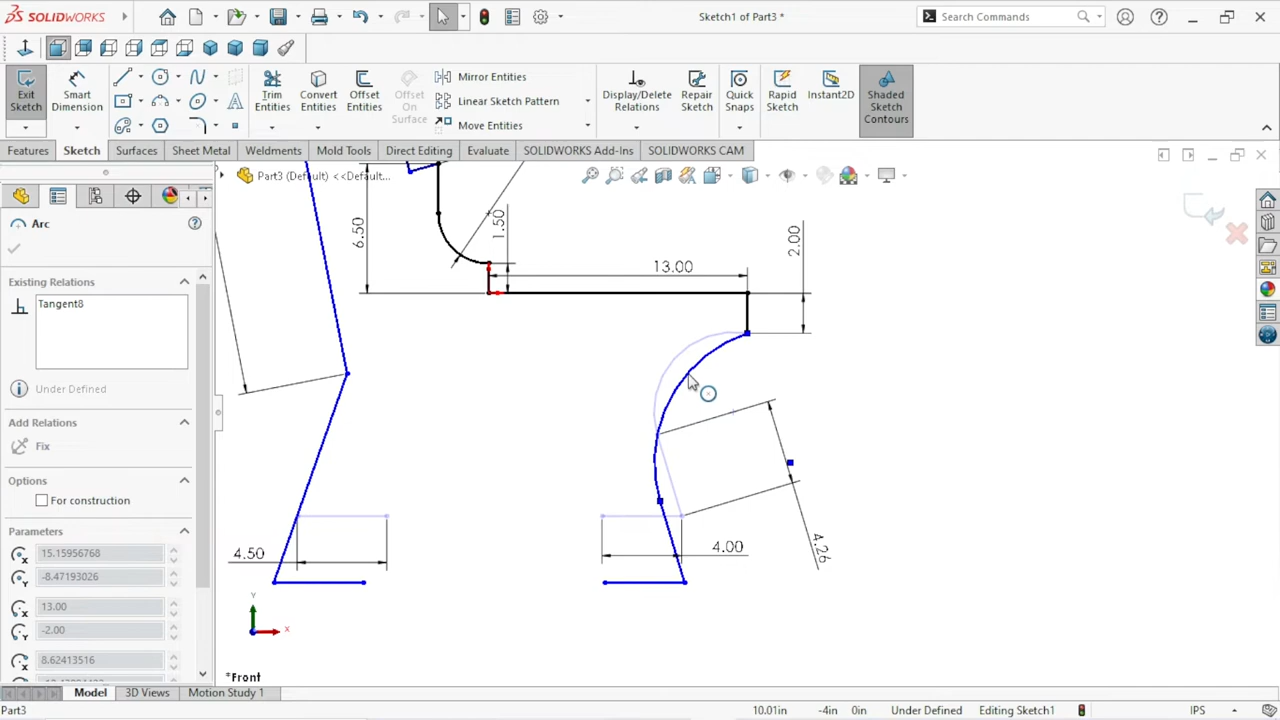 SOLIDWORKS
Sketch1 of Part3 *
Search Commands
Exit Sketch
Smart Dimension
Trim Entities
Convert Entities
Offset Entities
Offset On Surface
Mirror Entities
Linear Sketch Pattern
Move Entities
Display/Delete Relations
Repair Sketch
Quick Snaps
Rapid Sketch
Instant2D
Shaded Sketch Contours
Features
Sketch
Surfaces
Sheet Metal
Weldments
Mold Tools
Direct Editing
Evaluate
SOLIDWORKS Add-Ins
SOLIDWORKS CAM
Part3 (Default) <<Default...
Arc
Existing Relations
Tangent8
Under Defined
Add Relations
Fix
Options
For construction
Parameters
15.15956768
-8.47193026
13.00
-2.00
8.62413516
6.50
1.50
13.00
2.00
4.26
4.50
4.00
Y
X
*Front
Model
3D Views
Motion Study 1
Part3
10.01in
-4in
0in
Under Defined
Editing Sketch1
IPS